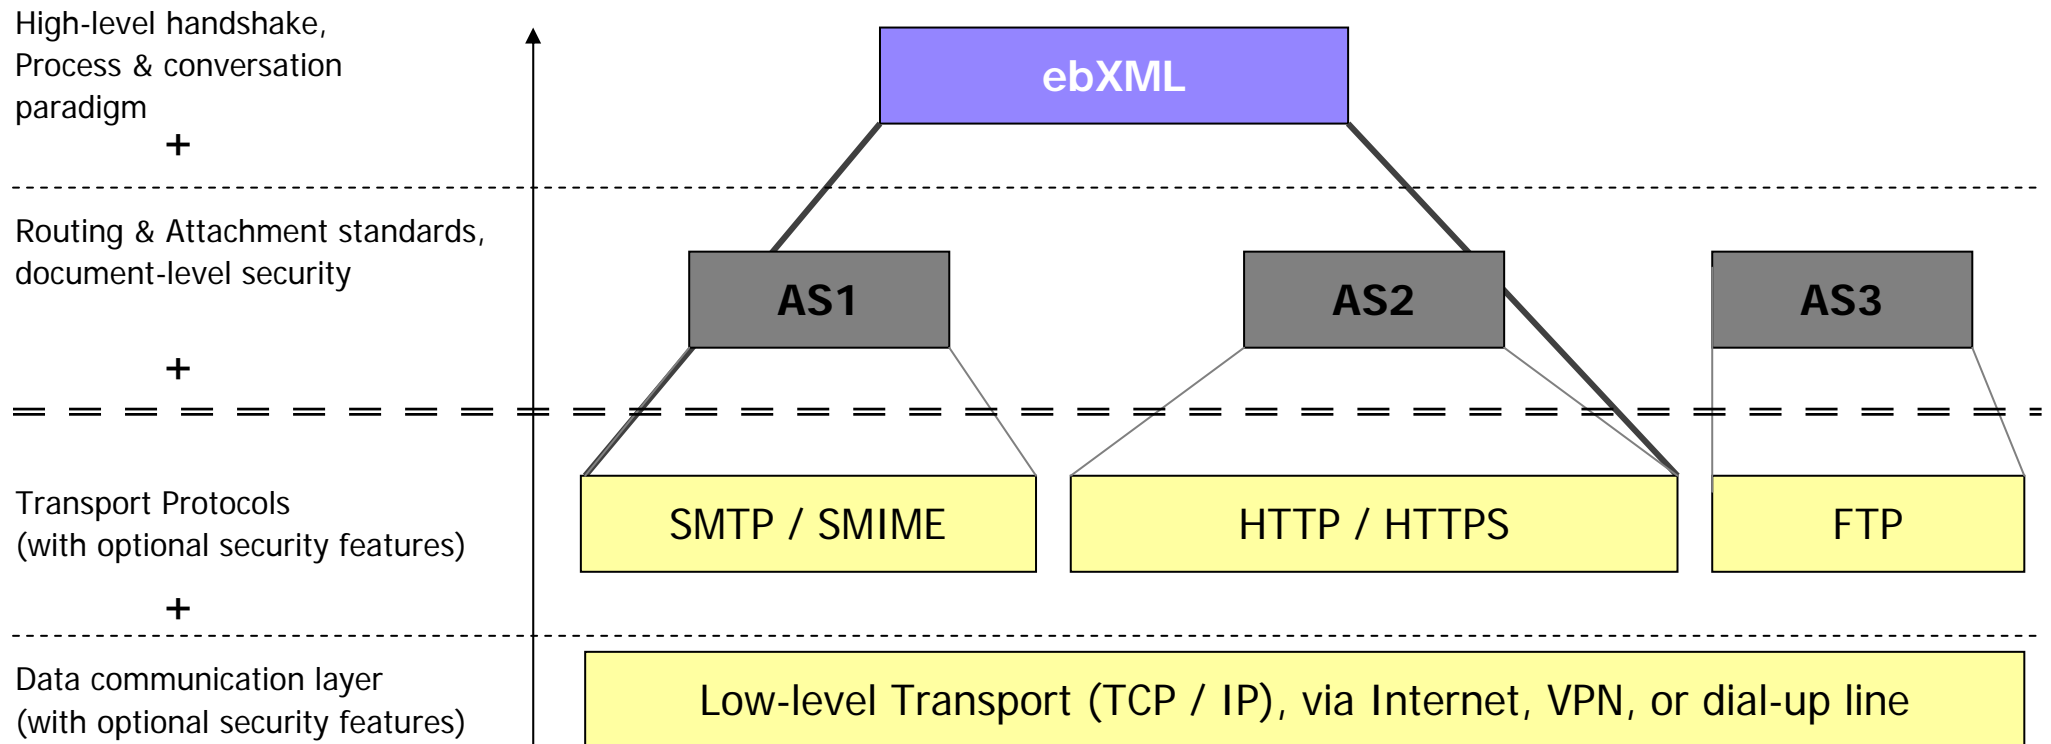 High-level handshake,
Process & conversation
paradigm
+
ebXML
Routing & Attachment standards,
document-level security
+
AS1
AS2
AS3
Transport Protocols
(with optional security features)
+
SMTP / SMIME
HTTP / HTTPS
FTP
Data communication layer
(with optional security features)
Low-level Transport (TCP / IP), via Internet, VPN, or dial-up line